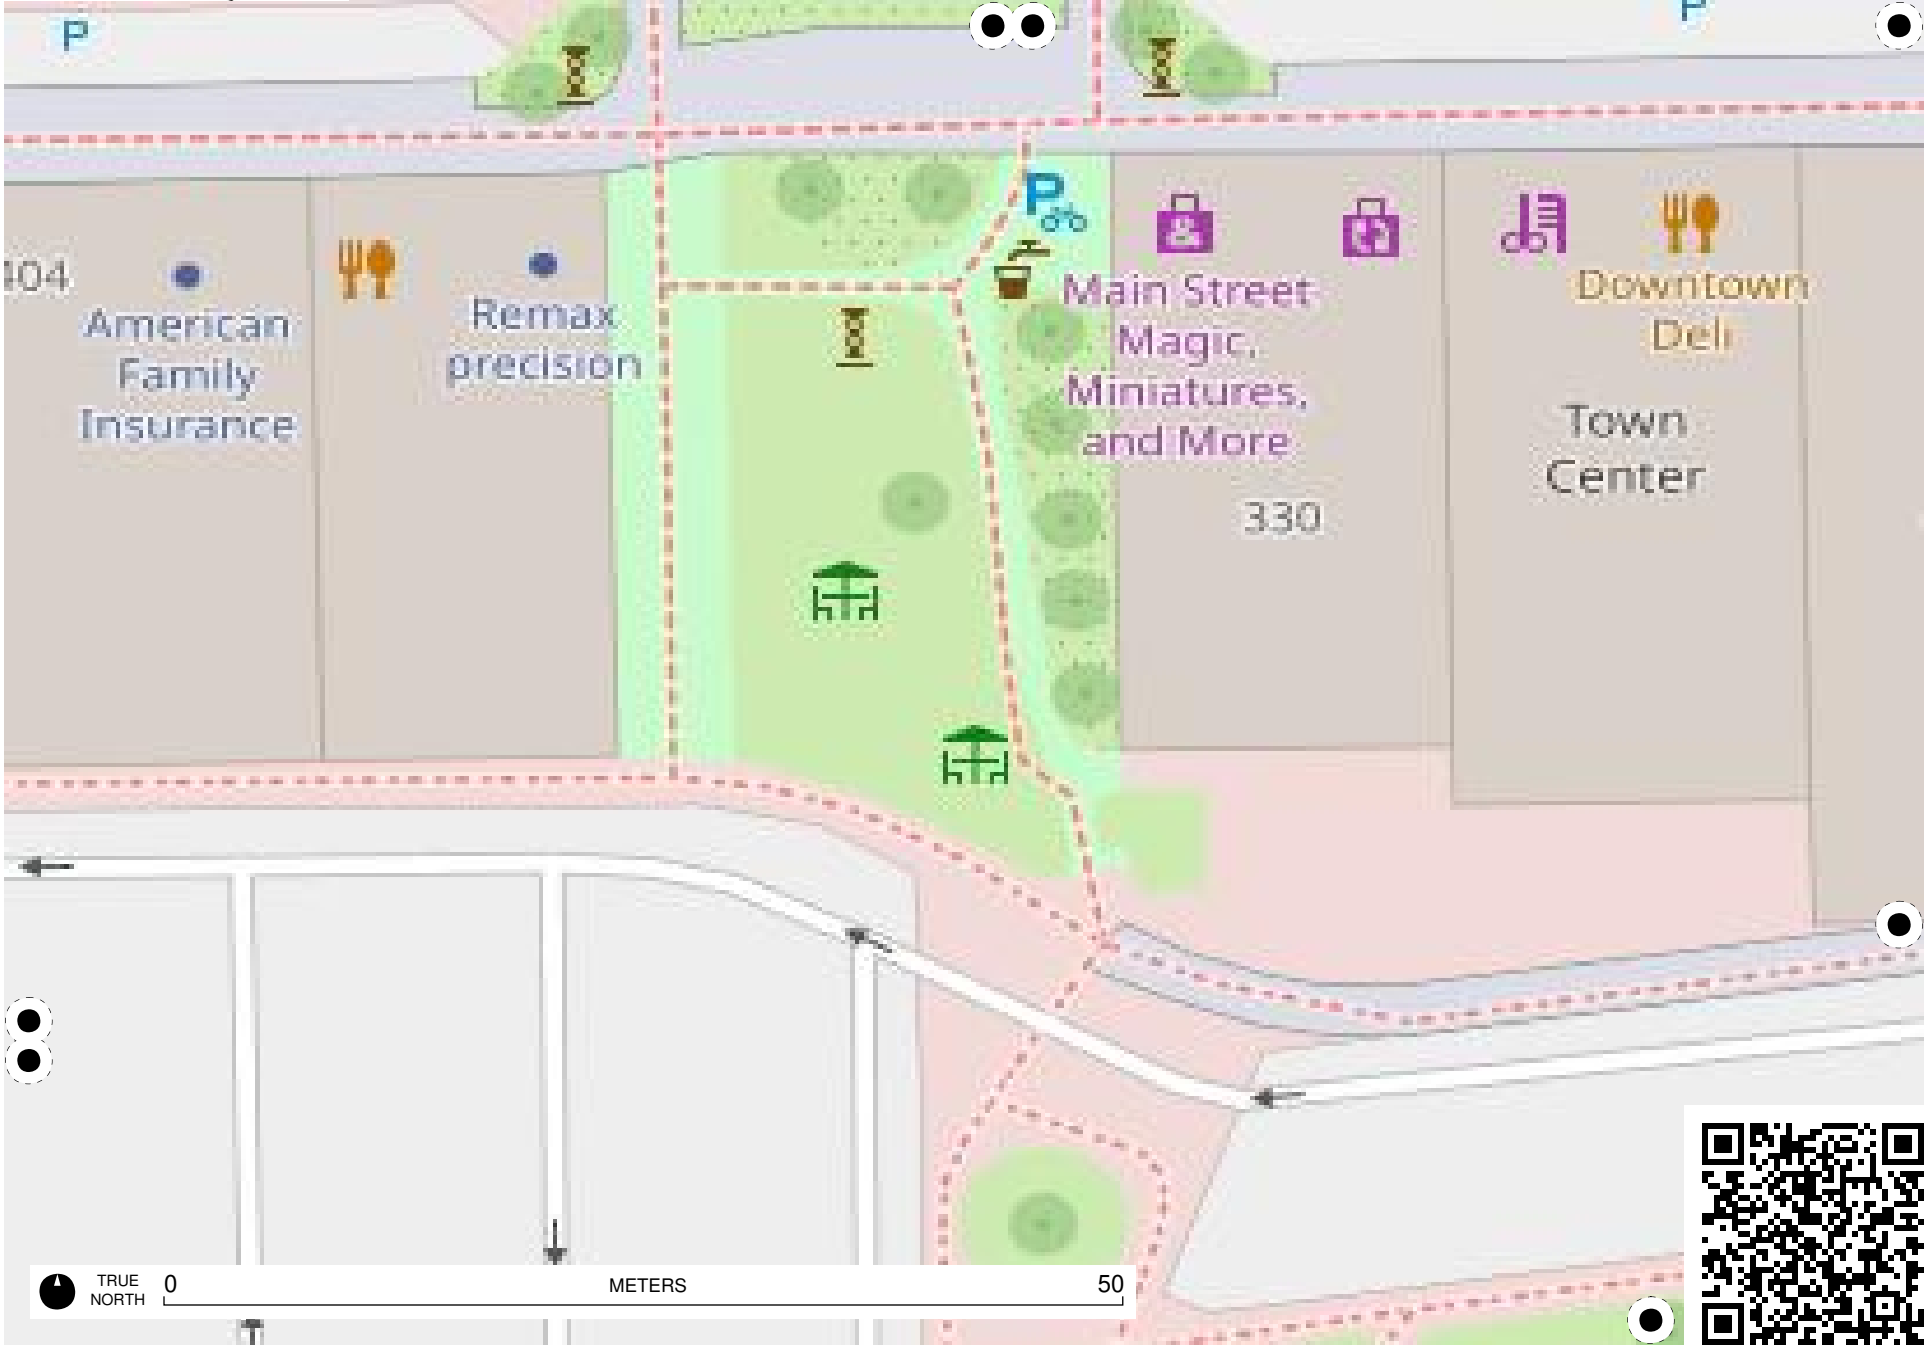 P
P
404
American
Family
Insurance
Remax
precision
P
Main Street
Magic,
Miniatures,
and More
330
Downtown
Deli
Town
Center
TRUE
NORTH
0
METERS
50